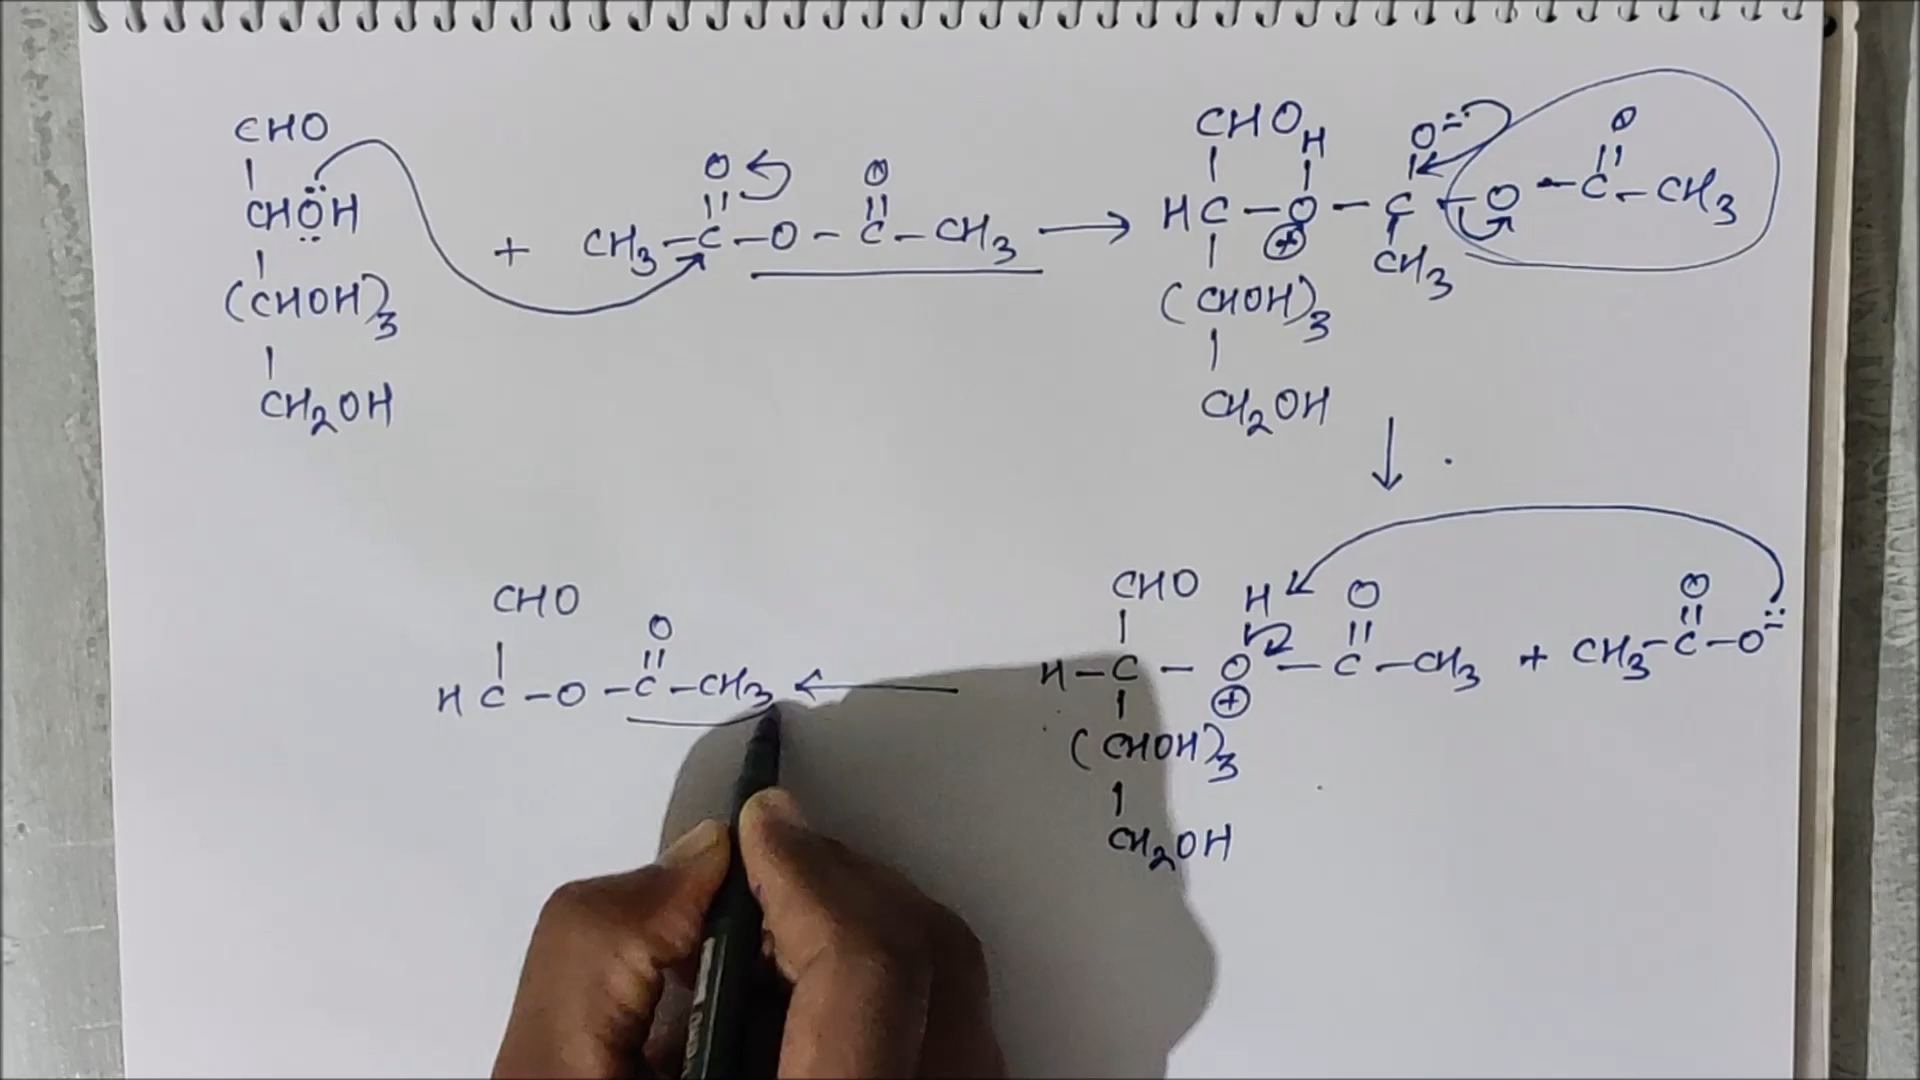 CHO
|
CHÖH
|
(CHOH)3
|
CH2OH
+
O O
|| ||
CH3-C-O-C-CH3 →
CHO H O:- O
| | | ||
HC-O-C-O-C-CH3
| ⊕ CH3
(CHOH)3
|
CH2OH
↓
CHO H O O
| | || ||
H-C-O-C-CH3 + CH3-C-O:-
| ⊕
(CHOH)3
|
CH2OH
CHO O
| ||
HC-O-C-CH3 ←